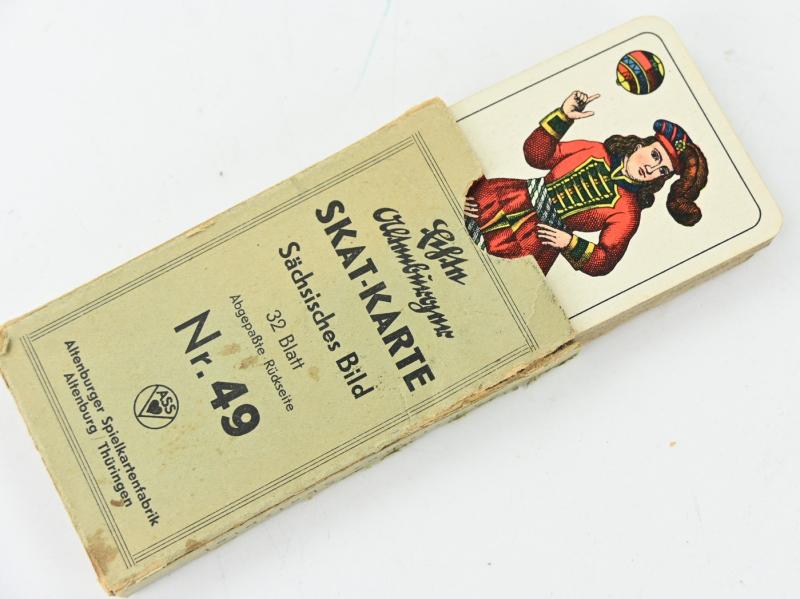 Echte
Altenburger
SKAT-KARTE
Sächsisches Bild
32 Blatt
Abgepaßte Rückseite
Nr. 49
ASS
Altenburger Spielkartenfabrik
Altenburg/Thüringen